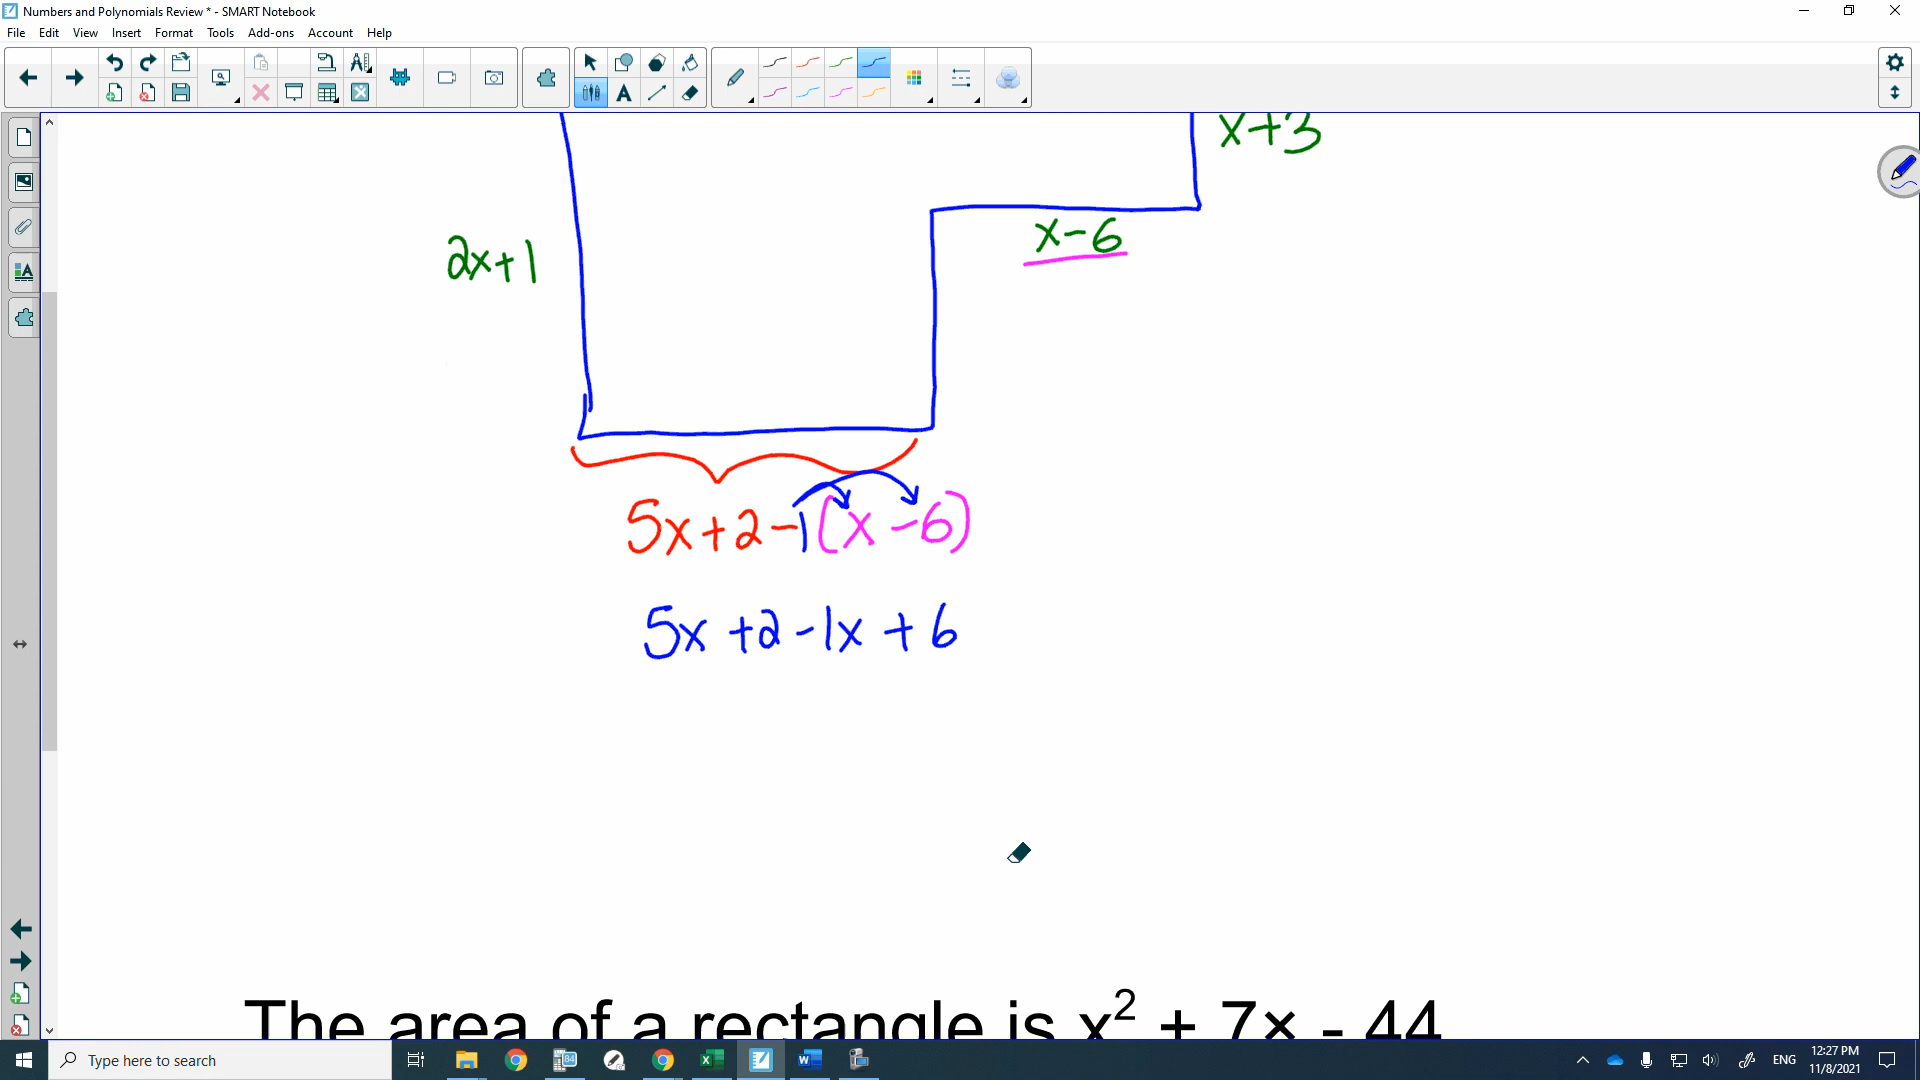 Numbers and Polynomials Review * - SMART Notebook
File Edit View Insert Format Tools Add-ons Account Help
x+3
x-6
2x+1
5x+2-1(x-6)
5x+2-1x+6
The area of a rectangle is x² + 7x - 44
Type here to search
84
ENG
12:27 PM
11/8/2021